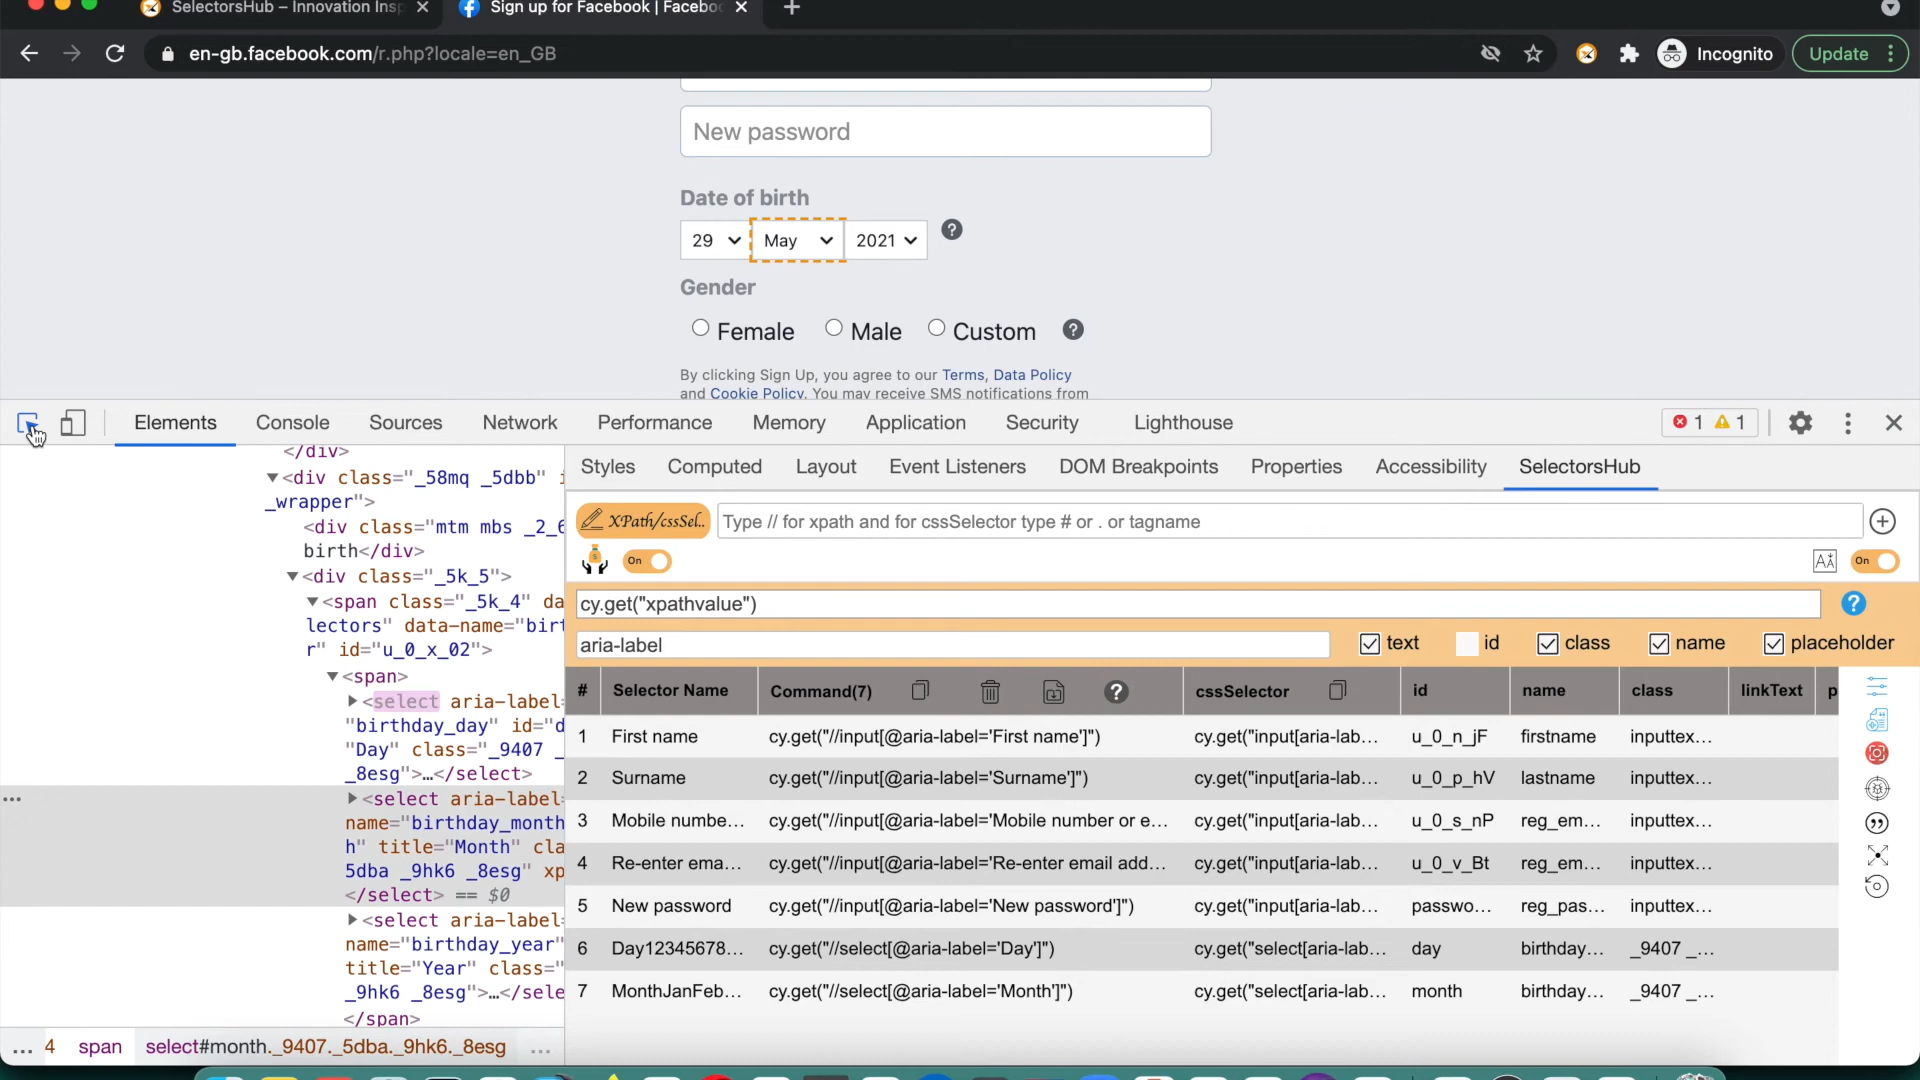 SelectorsHub – Innovation Insp
Sign up for Facebook | Facebo
en-gb.facebook.com/r.php?locale=en_GB
Incognito
Update
New password
Date of birth
29 May 2021
Gender
Female Male Custom
By clicking Sign Up, you agree to our Terms, Data Policy
and Cookie Policy. You may receive SMS notifications from
Elements Console Sources Network Performance Memory Application Security Lighthouse
1 1
</div>
<div class="_58mq _5dbb" i
_wrapper">
<div class="mtm mbs _2_6
birth</div>
<div class="_5k_5">
<span class="_5k_4" da
lectors" data-name="birt
r" id="u_0_x_02">
<span>
<select aria-label=
"birthday_day" id="d
"Day" class="_9407 _
_8esg">…</select>
<select aria-label=
name="birthday_month
h" title="Month" cla
5dba _9hk6 _8esg" xp
</select> == $0
<select aria-label=
name="birthday_year"
title="Year" class="
_9hk6 _8esg">…</sele
</span>
... 4 span select#month._9407._5dba._9hk6._8esg ...
Styles Computed Layout Event Listeners DOM Breakpoints Properties Accessibility SelectorsHub
XPath/cssSel.. Type // for xpath and for cssSelector type # or . or tagname
On On
cy.get("xpathvalue")
aria-label text id class name placeholder
# Selector Name Command(7) cssSelector id name class linkText p
1 First name cy.get("//input[@aria-label='First name']") cy.get("input[aria-lab... u_0_n_jF firstname inputtex...
2 Surname cy.get("//input[@aria-label='Surname']") cy.get("input[aria-lab... u_0_p_hV lastname inputtex...
3 Mobile numbe... cy.get("//input[@aria-label='Mobile number or e... cy.get("input[aria-lab... u_0_s_nP reg_em... inputtex...
4 Re-enter ema... cy.get("//input[@aria-label='Re-enter email add... cy.get("input[aria-lab... u_0_v_Bt reg_em... inputtex...
5 New password cy.get("//input[@aria-label='New password']") cy.get("input[aria-lab... passwo... reg_pas... inputtex...
6 Day12345678... cy.get("//select[@aria-label='Day']") cy.get("select[aria-lab... day birthday... _9407 _...
7 MonthJanFeb... cy.get("//select[@aria-label='Month']") cy.get("select[aria-lab... month birthday... _9407 _...